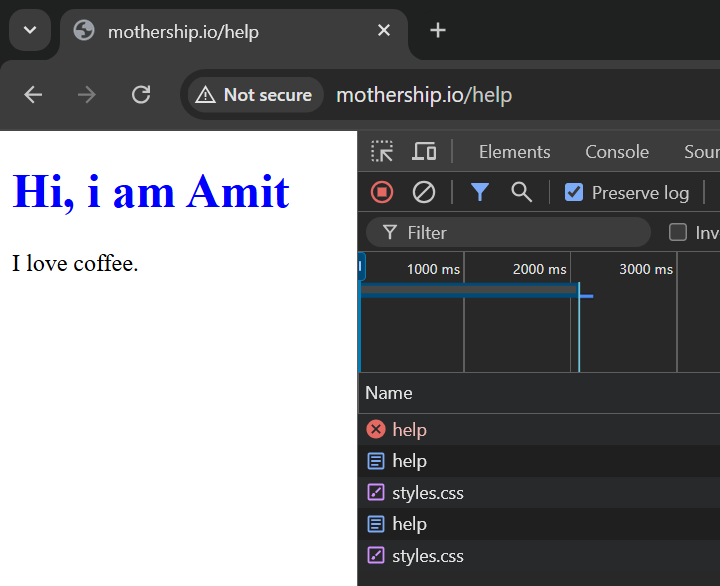 mothership.io/help
Not secure mothership.io/help
Hi, i am Amit
I love coffee.
Elements Console Sour
Preserve log
Filter Inv
1000 ms 2000 ms 3000 ms
Name
help
help
styles.css
help
styles.css